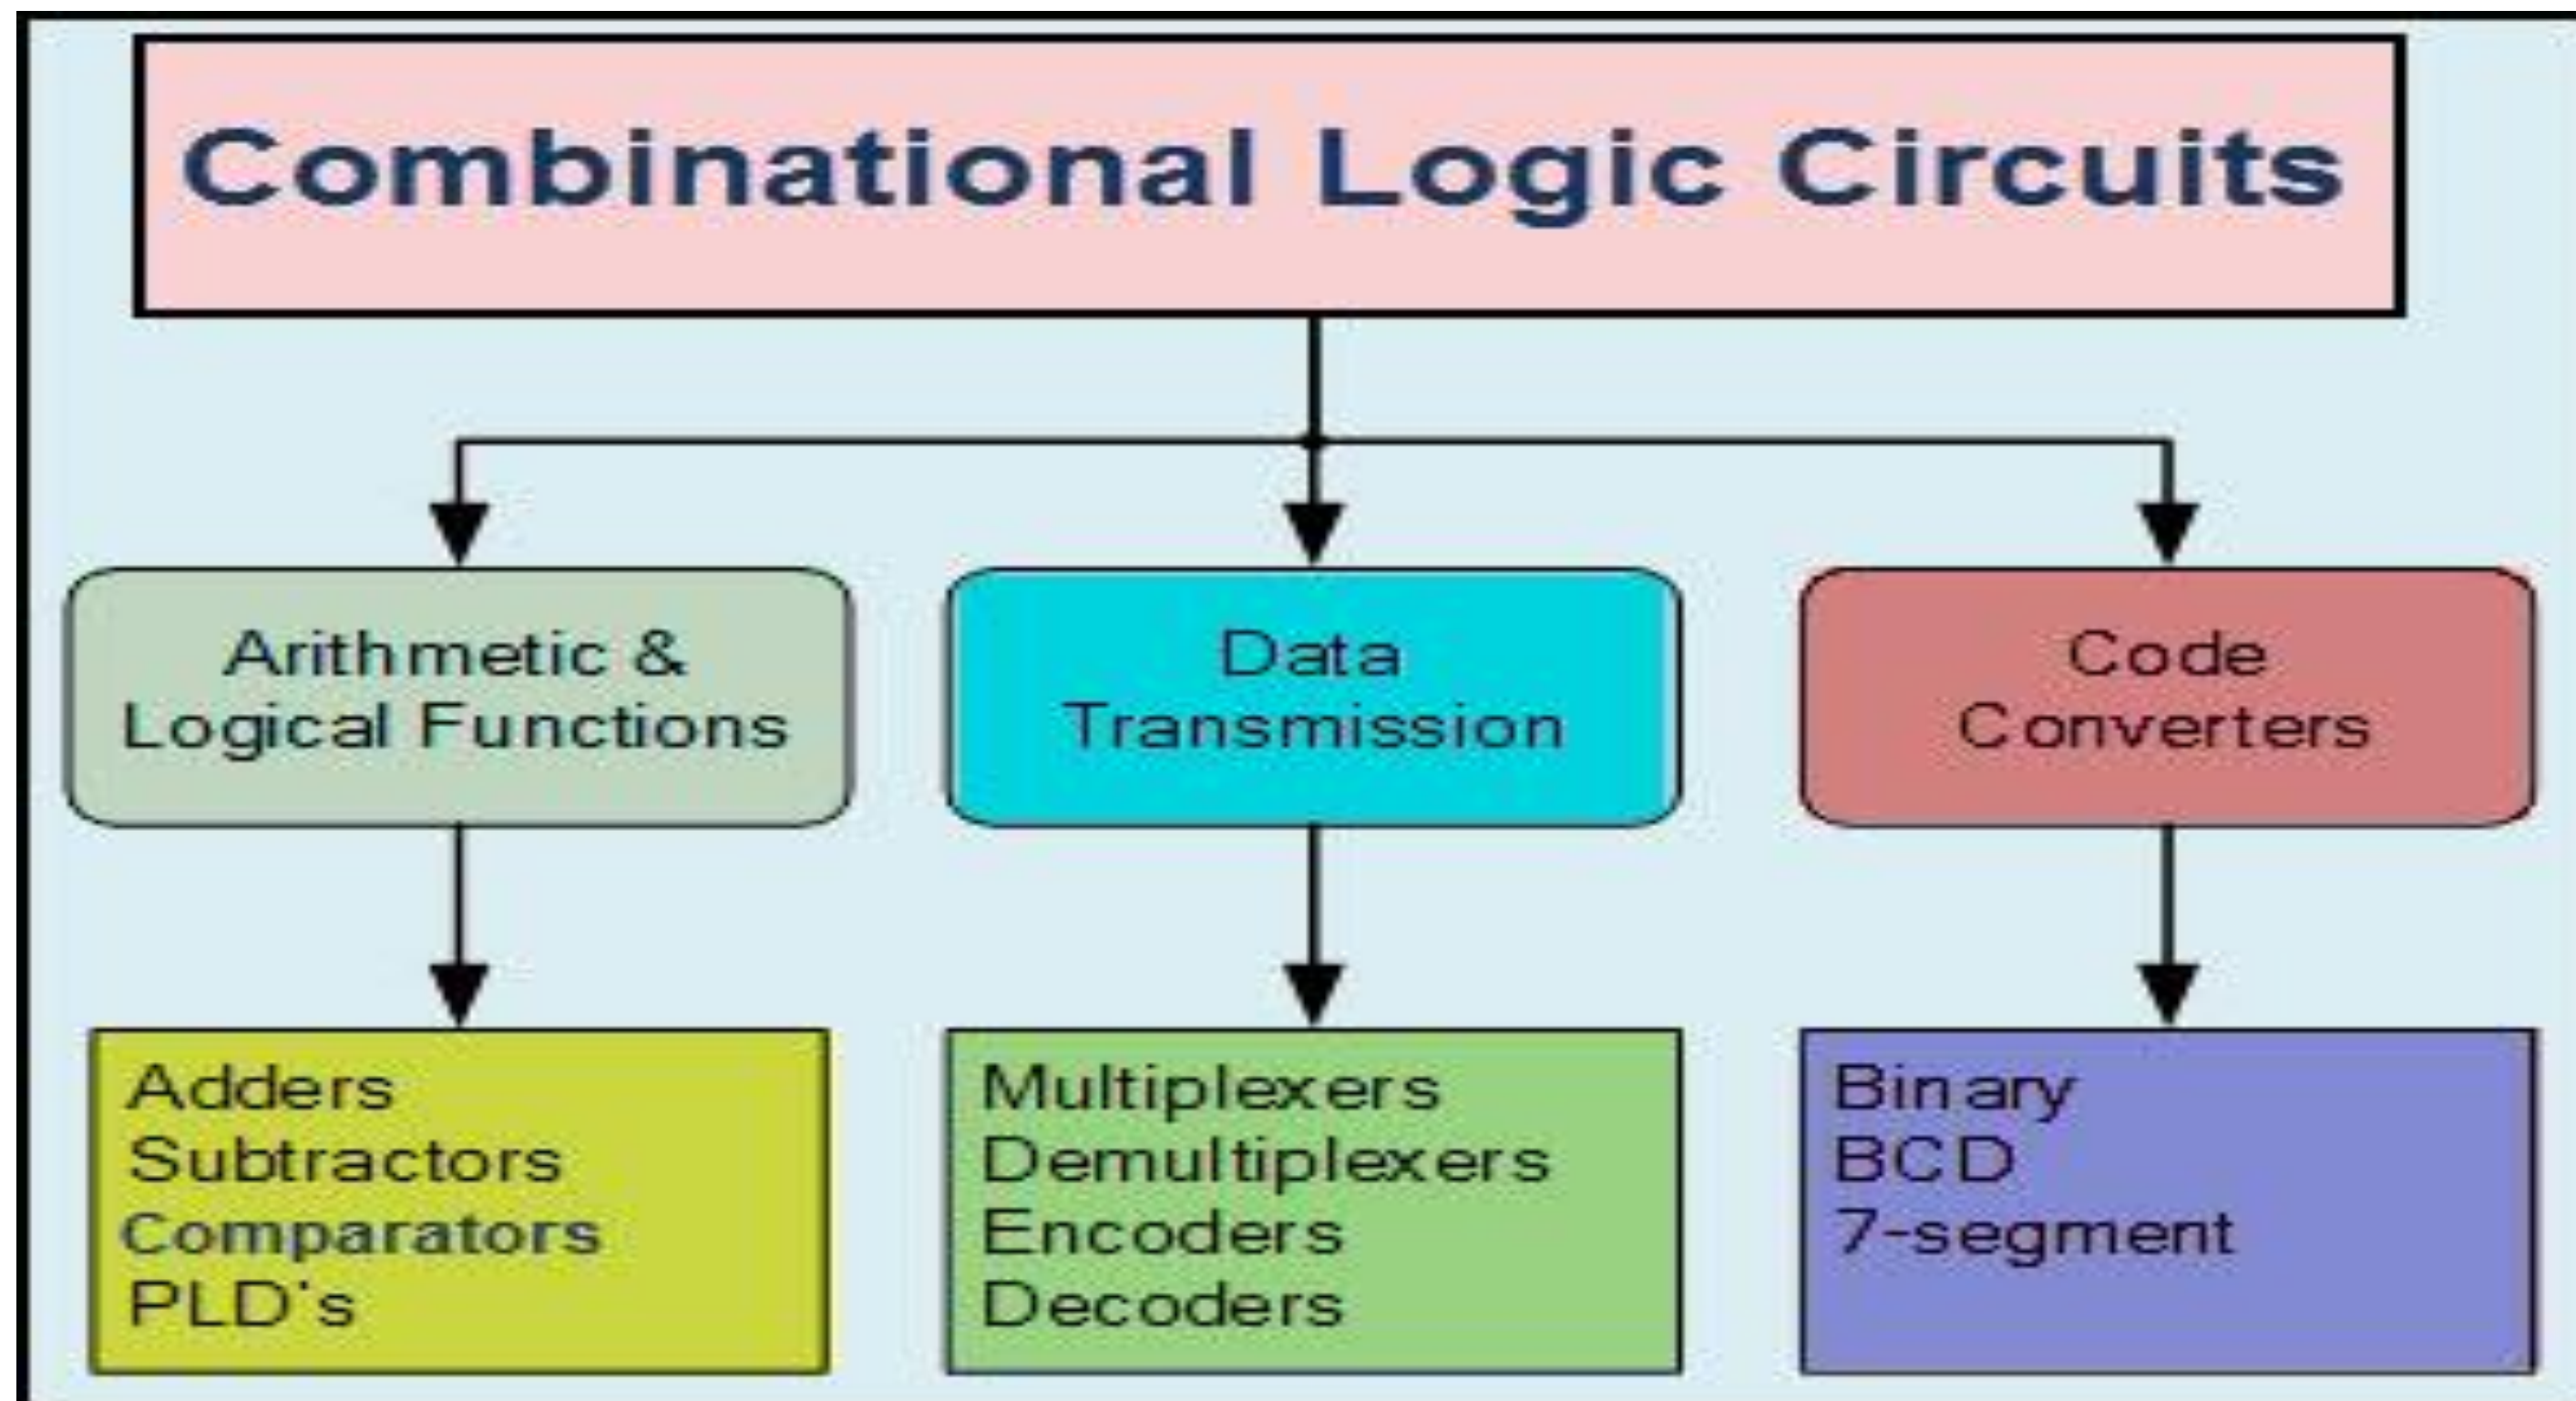 Combinational Logic Circuits
Arithmetic &
Logical Functions
Data
Transmission
Code
Converters
Adders
Subtractors
Comparators
PLD's
Multiplexers
Demultiplexers
Encoders
Decoders
Binary
BCD
7-segment